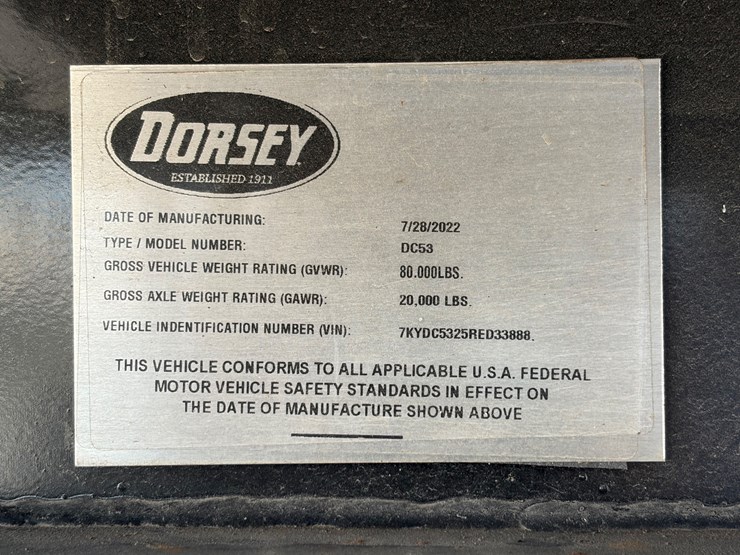 DORSEY
ESTABLISHED 1911
DATE OF MANUFACTURING: 7/28/2022
TYPE / MODEL NUMBER: DC53
GROSS VEHICLE WEIGHT RATING (GVWR): 80.000LBS.
GROSS AXLE WEIGHT RATING (GAWR): 20,000 LBS.
VEHICLE INDENTIFICATION NUMBER (VIN): 7KYDC5325RED33888.
THIS VEHICLE CONFORMS TO ALL APPLICABLE U.S.A. FEDERAL
MOTOR VEHICLE SAFETY STANDARDS IN EFFECT ON
THE DATE OF MANUFACTURE SHOWN ABOVE